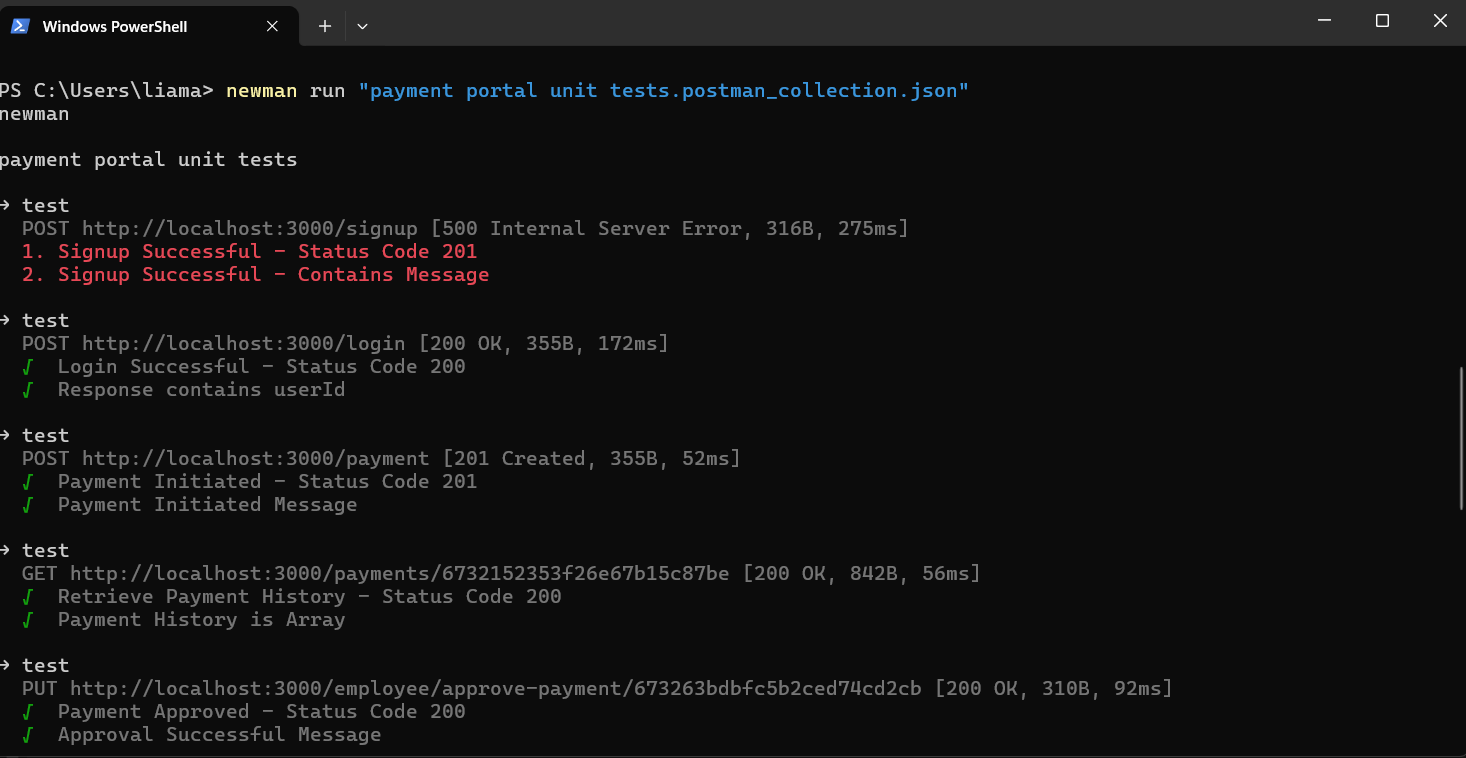 Windows PowerShell
PS C:\Users\liama> newman run "payment portal unit tests.postman_collection.json"
newman
payment portal unit tests
→ test
POST http://localhost:3000/signup [500 Internal Server Error, 316B, 275ms]
1. Signup Successful - Status Code 201
2. Signup Successful - Contains Message
→ test
POST http://localhost:3000/login [200 OK, 355B, 172ms]
√ Login Successful - Status Code 200
√ Response contains userId
→ test
POST http://localhost:3000/payment [201 Created, 355B, 52ms]
√ Payment Initiated - Status Code 201
√ Payment Initiated Message
→ test
GET http://localhost:3000/payments/6732152353f26e67b15c87be [200 OK, 842B, 56ms]
√ Retrieve Payment History - Status Code 200
√ Payment History is Array
→ test
PUT http://localhost:3000/employee/approve-payment/673263bdbfc5b2ced74cd2cb [200 OK, 310B, 92ms]
√ Payment Approved - Status Code 200
√ Approval Successful Message